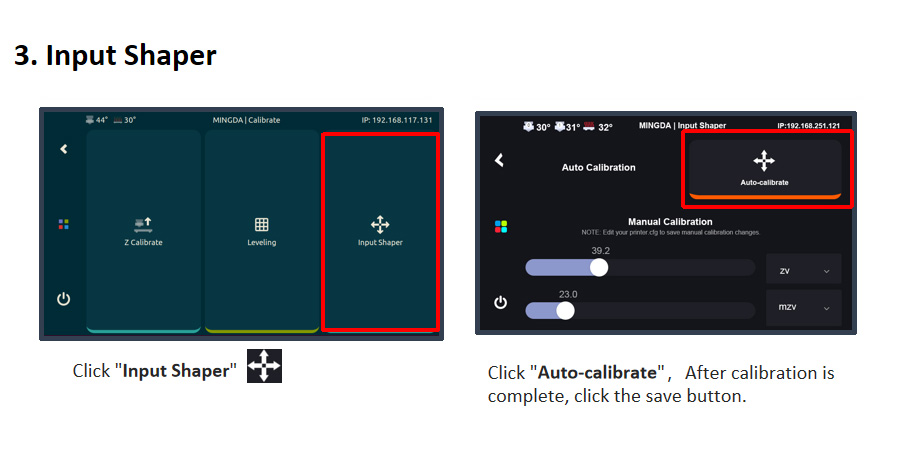 3. Input Shaper
44° 30° MINGDA | Calibrate IP: 192.168.117.131
Z Calibrate Leveling Input Shaper
Click "Input Shaper"
30° 31° 32° MINGDA | Input Shaper IP:192.168.251.121
Auto Calibration
Auto-calibrate
Manual Calibration
NOTE: Edit your printer.cfg to save manual calibration changes.
39.2
zv
23.0
mzv
Click "Auto-calibrate", After calibration is
complete, click the save button.